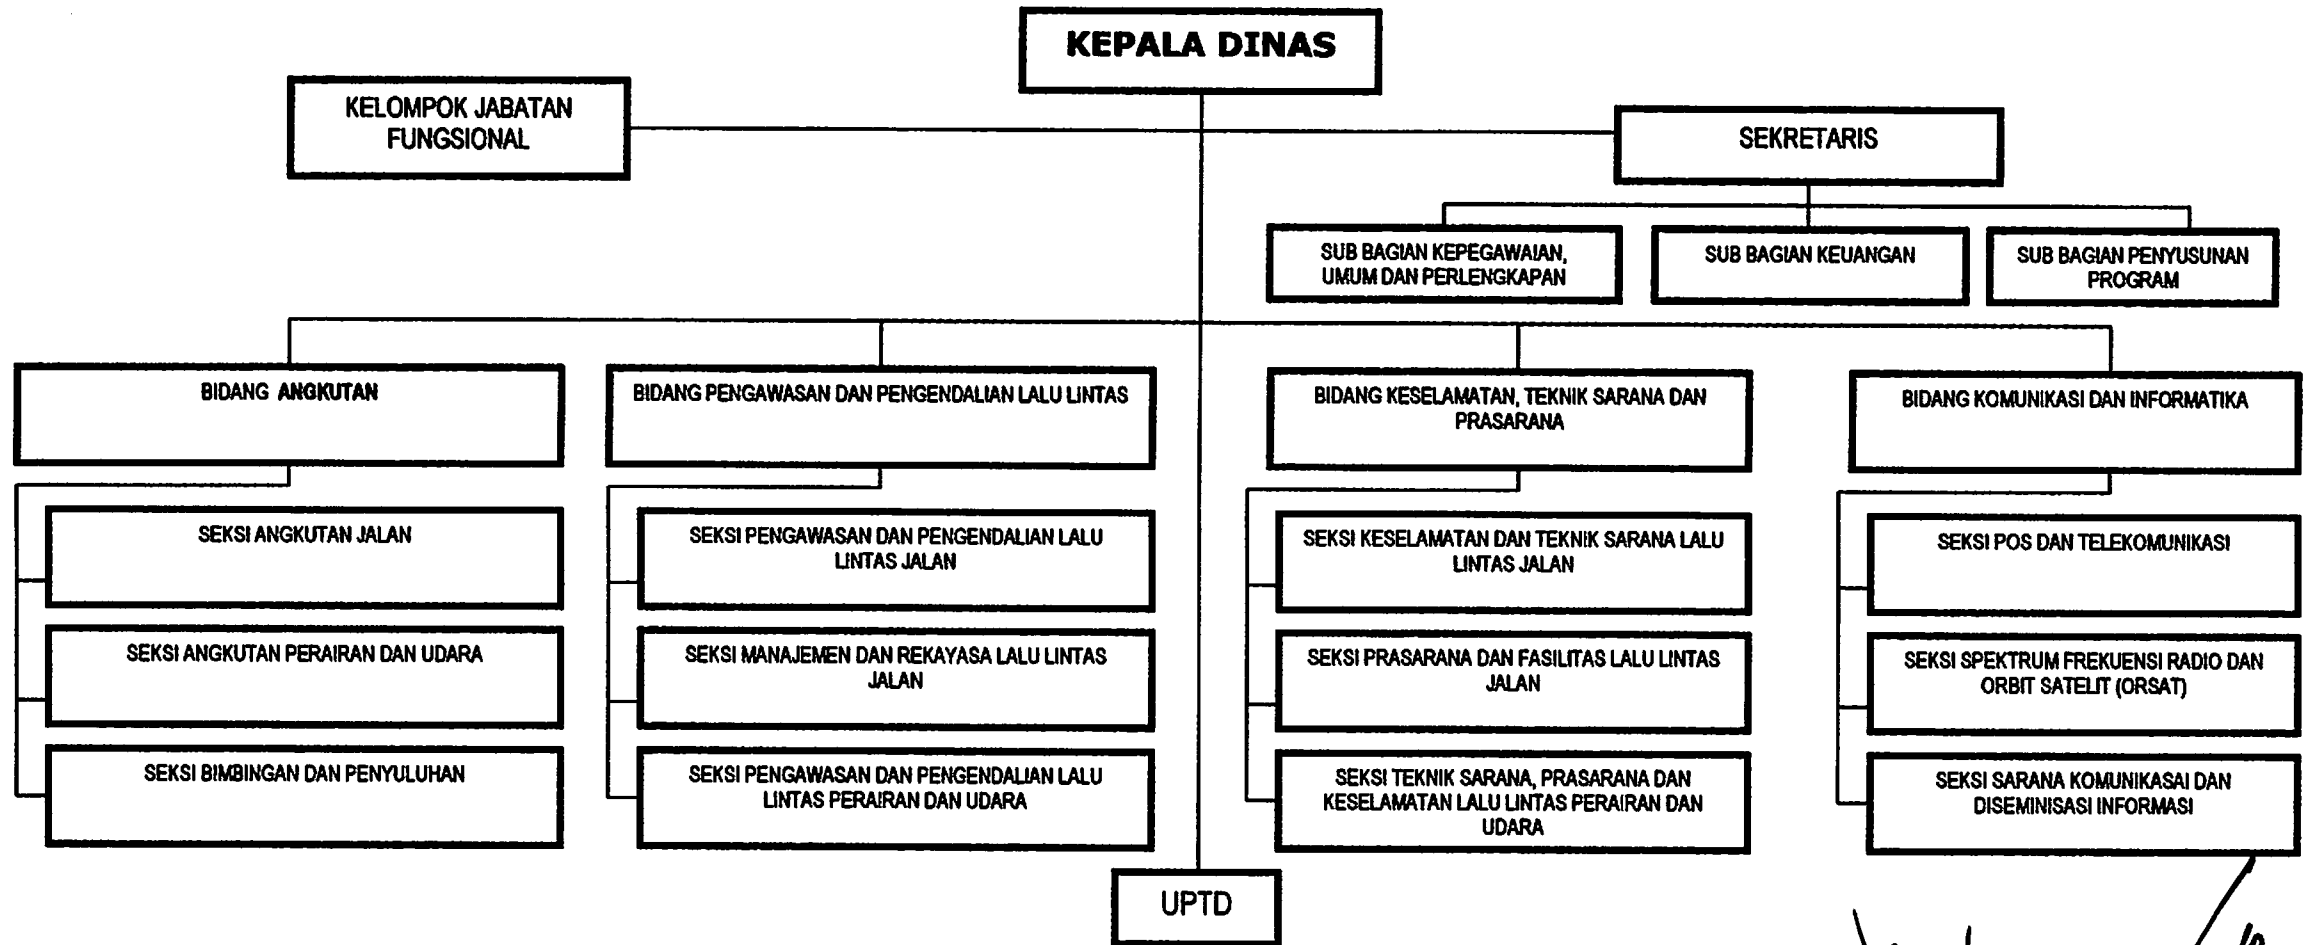 KEPALA DINAS
KELOMPOK JABATAN
FUNGSIONAL
SEKRETARIS
SUB BAGIAN KEPEGAWAIAN,
UMUM DAN PERLENGKAPAN
SUB BAGIAN KEUANGAN
SUB BAGIAN PENYUSUNAN
PROGRAM
BIDANG ANGKUTAN
SEKSI ANGKUTAN JALAN
SEKSI ANGKUTAN PERAIRAN DAN UDARA
SEKSI BIMBINGAN DAN PENYULUHAN
BIDANG PENGAWASAN DAN PENGENDALIAN LALU LINTAS
SEKSI PENGAWASAN DAN PENGENDALIAN LALU
LINTAS JALAN
SEKSI MANAJEMEN DAN REKAYASA LALU LINTAS
JALAN
SEKSI PENGAWASAN DAN PENGENDALIAN LALU
LINTAS PERAIRAN DAN UDARA
BIDANG KESELAMATAN, TEKNIK SARANA DAN
PRASARANA
SEKSI KESELAMATAN DAN TEKNIK SARANA LALU
LINTAS JALAN
SEKSI PRASARANA DAN FASILITAS LALU LINTAS
JALAN
SEKSI TEKNIK SARANA, PRASARANA DAN
KESELAMATAN LALU LINTAS PERAIRAN DAN
UDARA
BIDANG KOMUNIKASI DAN INFORMATIKA
SEKSI POS DAN TELEKOMUNIKASI
SEKSI SPEKTRUM FREKUENSI RADIO DAN
ORBIT SATELIT (ORSAT)
SEKSI SARANA KOMUNIKASAI DAN
DISEMINISASI INFORMASI
UPTD